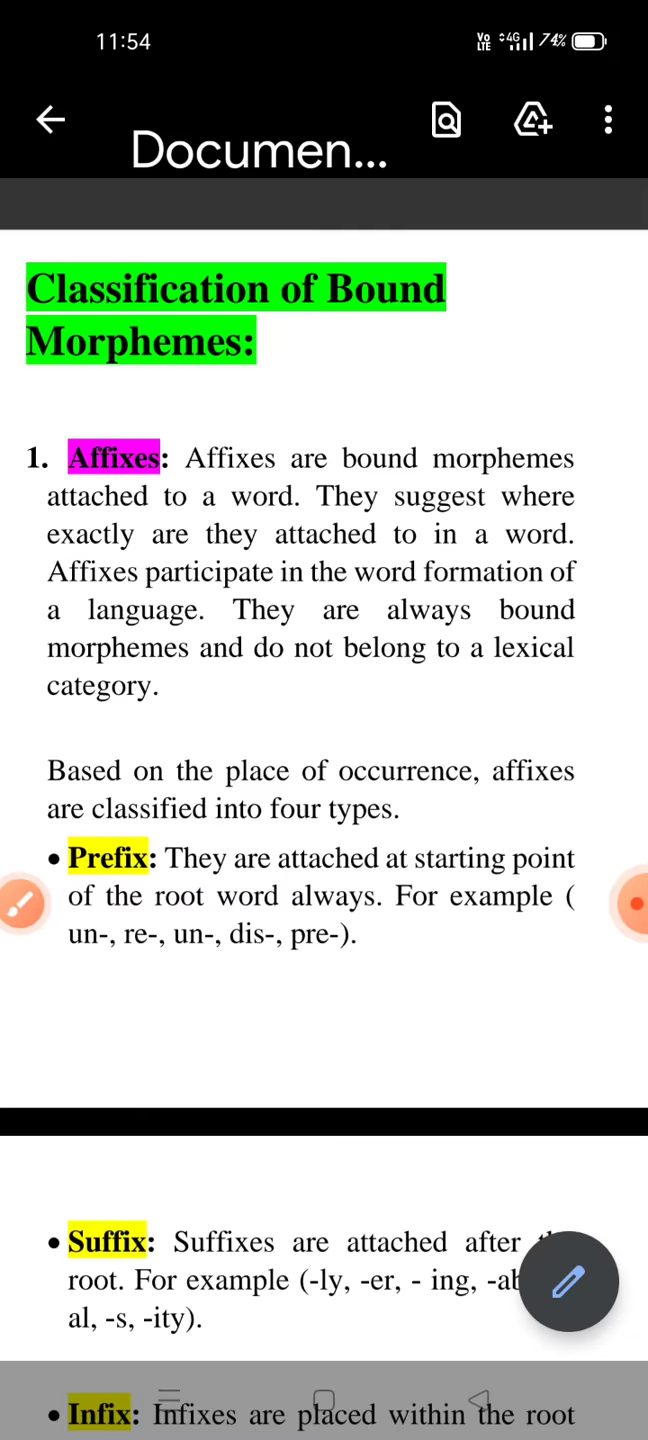 11:54
Vo LTE 4G 74%
Documen...
Classification of Bound
Morphemes:
1. Affixes: Affixes are bound morphemes
attached to a word. They suggest where
exactly are they attached to in a word.
Affixes participate in the word formation of
a language. They are always bound
morphemes and do not belong to a lexical
category.
Based on the place of occurrence, affixes
are classified into four types.
• Prefix: They are attached at starting point
of the root word always. For example (
un-, re-, un-, dis-, pre-).
• Suffix: Suffixes are attached after
root. For example (-ly, -er, - ing,
al, -s, -ity).
• Infix: Infixes are placed within the root